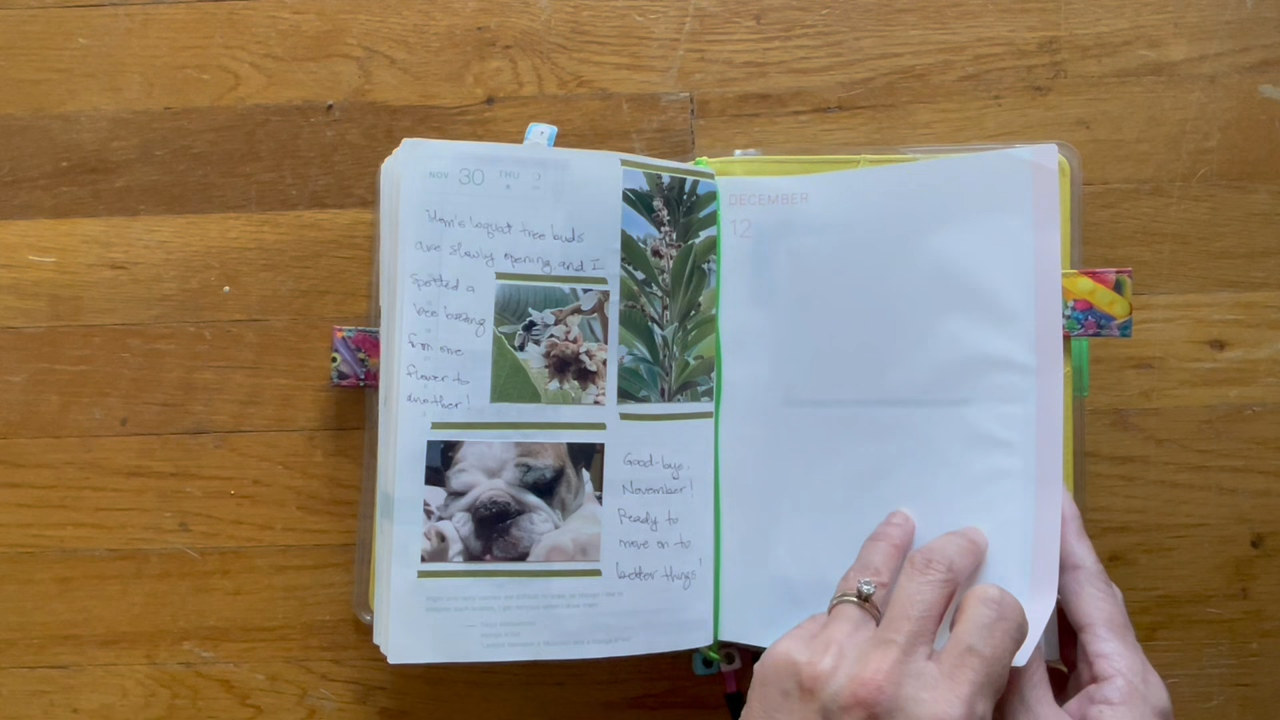 NOV 30 THU
Mom's loquat tree buds
are slowly opening, and I
spotted a
bee buzzing
from one
flower to
another!
Good-bye,
November!
Ready to
move on to
better things!
DECEMBER
12